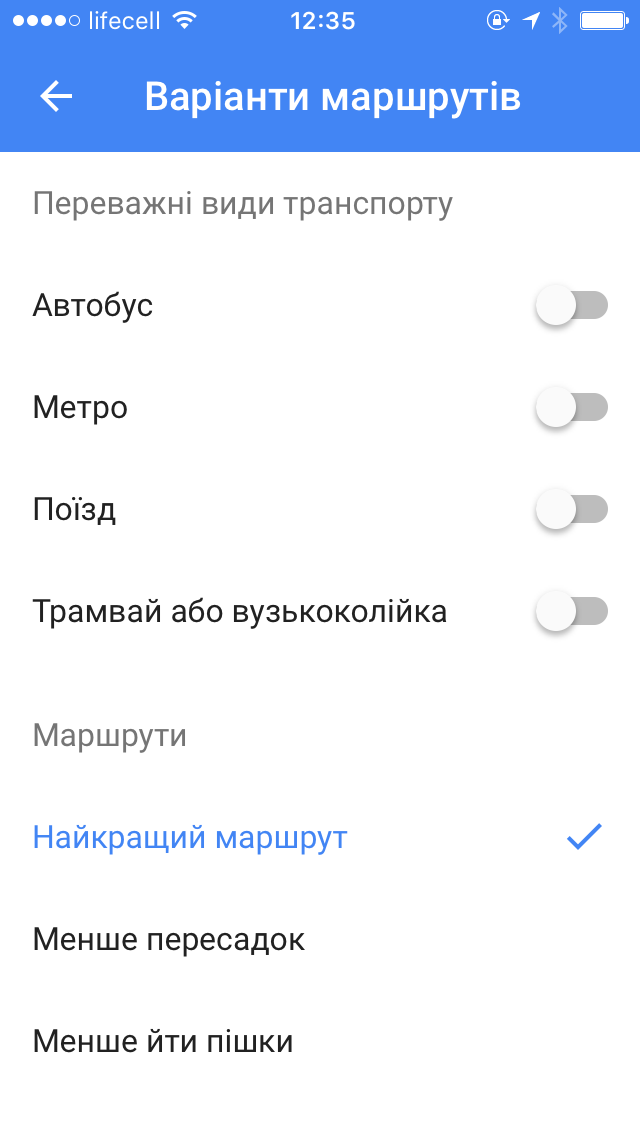 lifecell 12:35
Варіанти маршрутів
Переважні види транспорту
Автобус
Метро
Поїзд
Трамвай або вузькоколійка
Маршрути
Найкращий маршрут
Менше пересадок
Менше йти пішки